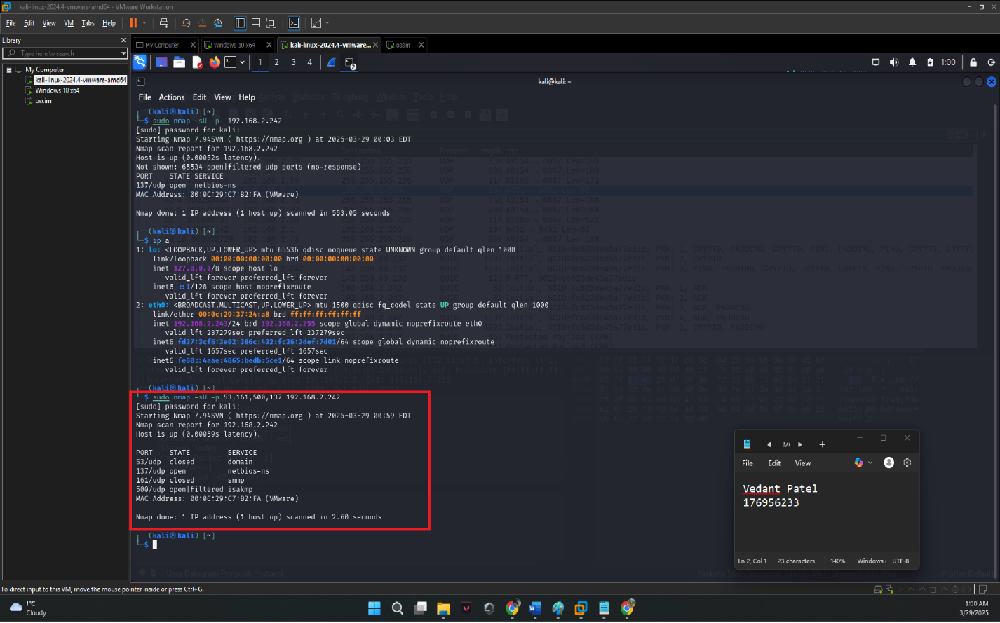 kali-linux-2024.4-vmware-amd64 - VMware Workstation
File Edit View VM Tabs Help
Library
Type here to search
My Computer
kali-linux-2024.4-vmware-amd64
Windows 10 x64
ossim
My Computer Windows 10 x64 kali-linux-2024.4-vmware... ossim
1 2 3 4 2 1:00
kali@kali: ~
File Actions Edit View Help
(kali㉿kali)-[~]
$ sudo nmap -sU -p- 192.168.2.242
[sudo] password for kali:
Starting Nmap 7.94SVN ( https://nmap.org ) at 2025-03-29 00:03 EDT
Nmap scan report for 192.168.2.242
Host is up (0.00052s latency).
Not shown: 65534 open|filtered udp ports (no-response)
PORT    STATE SERVICE
137/udp open  netbios-ns
MAC Address: 00:0C:29:C7:B2:FA (VMware)
Nmap done: 1 IP address (1 host up) scanned in 553.05 seconds
(kali㉿kali)-[~]
$ ip a
1: lo: <LOOPBACK,UP,LOWER_UP> mtu 65536 qdisc noqueue state UNKNOWN group default qlen 1000
link/loopback 00:00:00:00:00:00 brd 00:00:00:00:00:00
inet 127.0.0.1/8 scope host lo
valid_lft forever preferred_lft forever
inet6 ::1/128 scope host noprefixroute
valid_lft forever preferred_lft forever
2: eth0: <BROADCAST,MULTICAST,UP,LOWER_UP> mtu 1500 qdisc fq_codel state UP group default qlen 1000
link/ether 00:0c:29:37:24:a8 brd ff:ff:ff:ff:ff:ff
inet 192.168.2.243/24 brd 192.168.2.255 scope global dynamic noprefixroute eth0
valid_lft 237279sec preferred_lft 237279sec
inet6 fd37:3cf6:3e02:386c:432:fc36:2def:7d01/64 scope global dynamic noprefixroute
valid_lft 1657sec preferred_lft 1657sec
inet6 fe80::4aae:4865:bedb:5ce1/64 scope link noprefixroute
valid_lft forever preferred_lft forever
(kali㉿kali)-[~]
$ sudo nmap -sU -p 53,161,500,137 192.168.2.242
[sudo] password for kali:
Starting Nmap 7.94SVN ( https://nmap.org ) at 2025-03-29 00:59 EDT
Nmap scan report for 192.168.2.242
Host is up (0.00059s latency).
PORT    STATE         SERVICE
53/udp  closed        domain
137/udp open          netbios-ns
161/udp closed        snmp
500/udp open|filtered isakmp
MAC Address: 00:0C:29:C7:B2:FA (VMware)
Nmap done: 1 IP address (1 host up) scanned in 2.60 seconds
(kali㉿kali)-[~]
$
File Edit View
Vedant Patel
176956233
Ln 2, Col 1 23 characters 140% Windows UTF-8
To direct input to this VM, move the mouse pointer inside or press Ctrl+G.
1°C
Cloudy
1:00 AM
3/29/2025